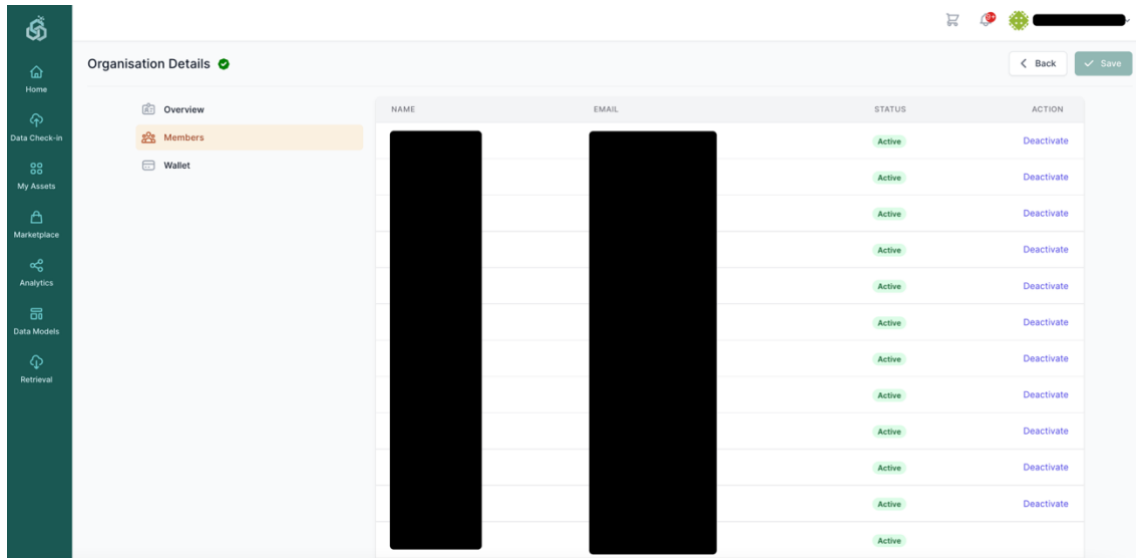 Organisation Details
Back
Save
Home
Data Check-in
My Assets
Marketplace
Analytics
Data Models
Retrieval
Overview
Members
Wallet
NAME EMAIL STATUS ACTION
Active Deactivate
Active Deactivate
Active Deactivate
Active Deactivate
Active Deactivate
Active Deactivate
Active Deactivate
Active Deactivate
Active Deactivate
Active Deactivate
Active Deactivate
Active